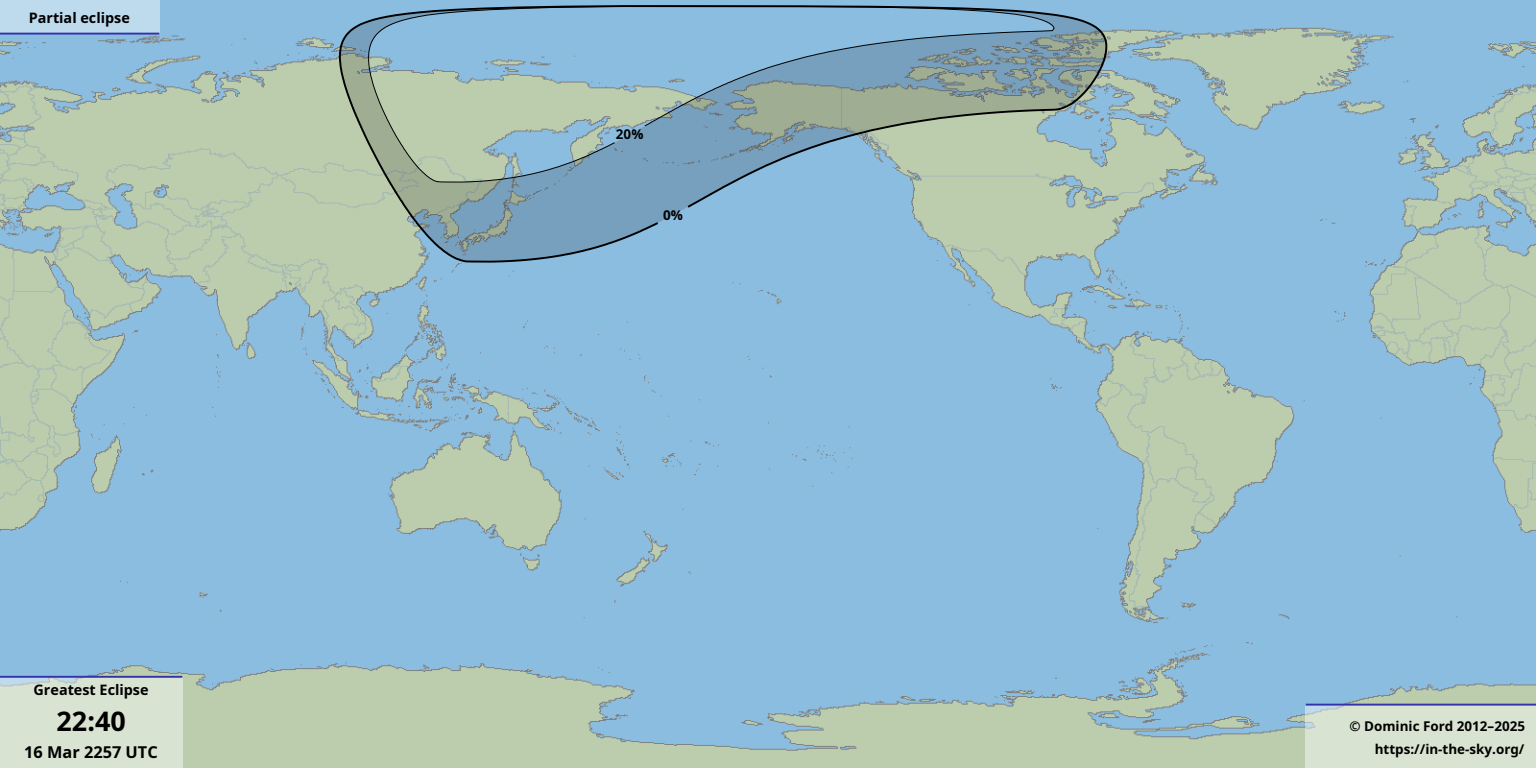 Partial eclipse
20%
0%
Greatest Eclipse
22:40
16 Mar 2257 UTC
© Dominic Ford 2012–2025
https://in-the-sky.org/